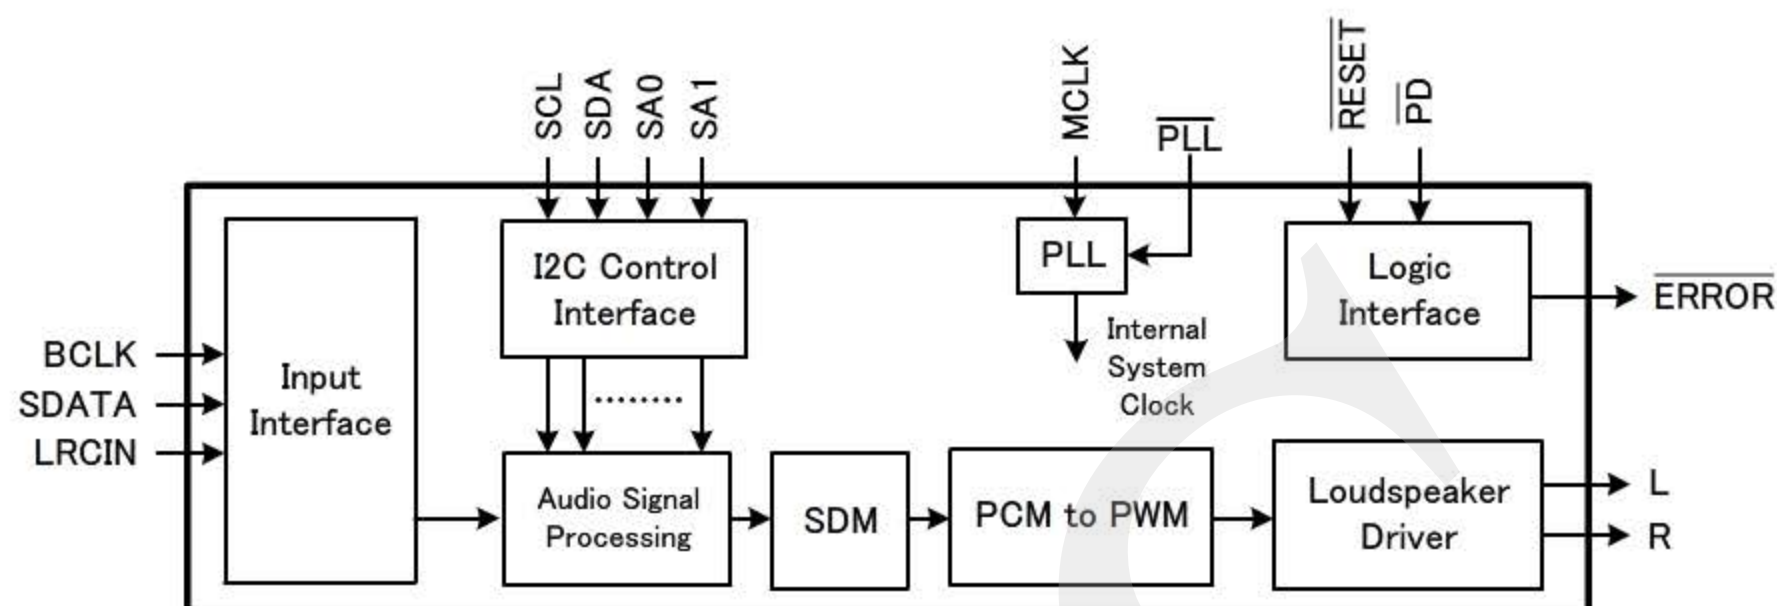 SCL
SDA
SA0
SA1
MCLK
PLL
RESET
PD
I2C Control
Interface
PLL
Logic
Interface
ERROR
Internal
System
Clock
BCLK
SDATA
LRCIN
Input
Interface
Audio Signal
Processing
SDM
PCM to PWM
Loudspeaker
Driver
L
R